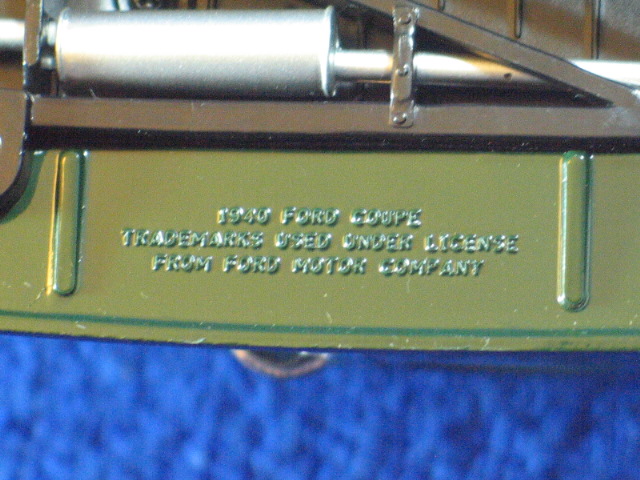 1940 FORD COUPE
TRADEMARKS USED UNDER LICENSE
FROM FORD MOTOR COMPANY